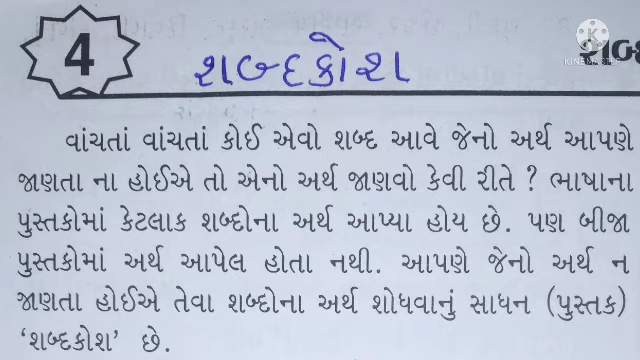 4
શબ્દકોશ
KINEMASTER
વાંચતાં વાંચતાં કોઈ એવો શબ્દ આવે જેનો અર્થ આપણે
જાણતા ના હોઈએ તો એનો અર્થ જાણવો કેવી રીતે ? ભાષાના
પુસ્તકોમાં કેટલાક શબ્દોના અર્થ આપ્યા હોય છે. પણ બીજા
પુસ્તકોમાં અર્થ આપેલ હોતા નથી. આપણે જેનો અર્થ ન
જાણતા હોઈએ તેવા શબ્દોના અર્થ શોધવાનું સાધન (પુસ્તક)
‘શબ્દકોશ’ છે.